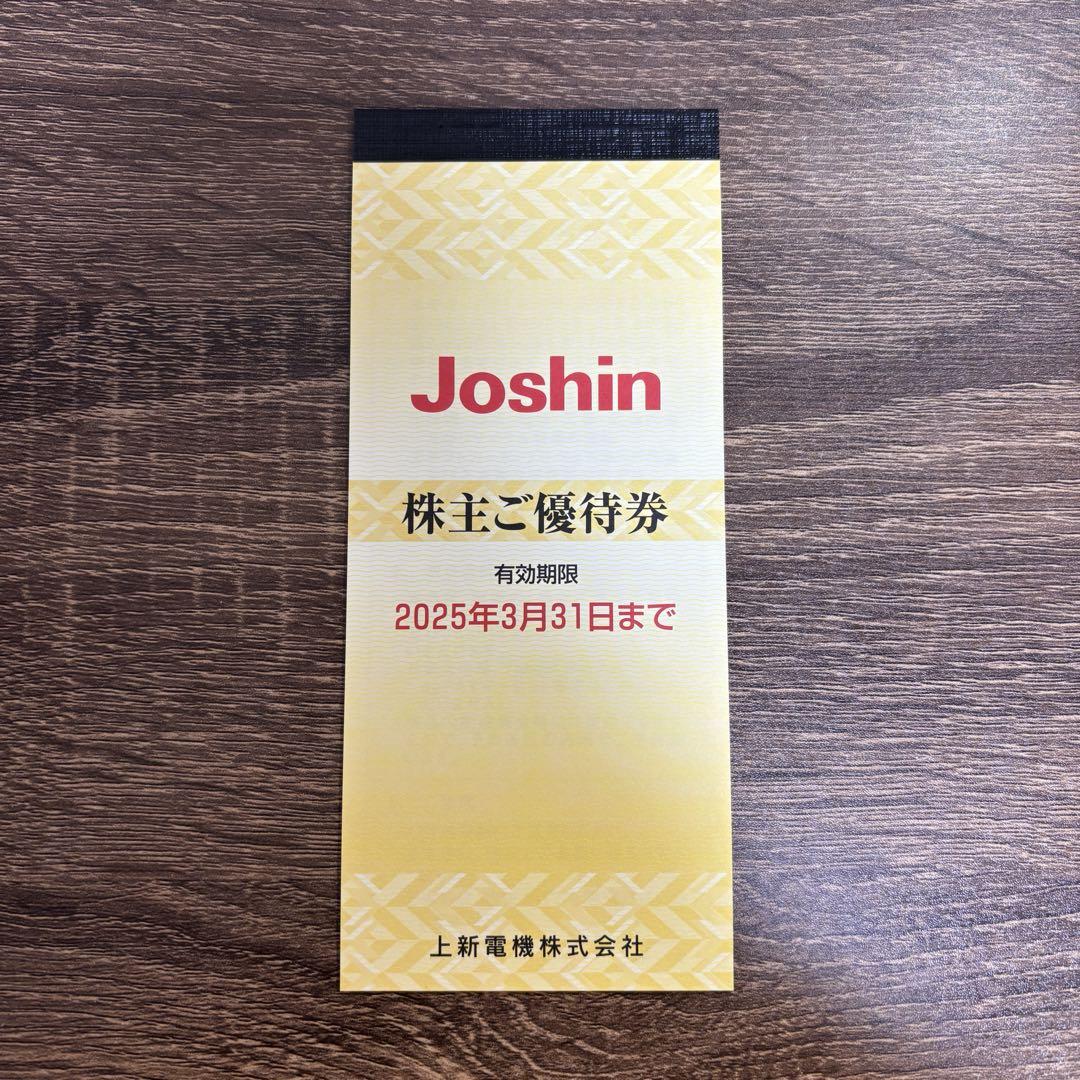 Joshin
株主ご優待券
有効期限
2025年3月31日まで
上新電機株式会社